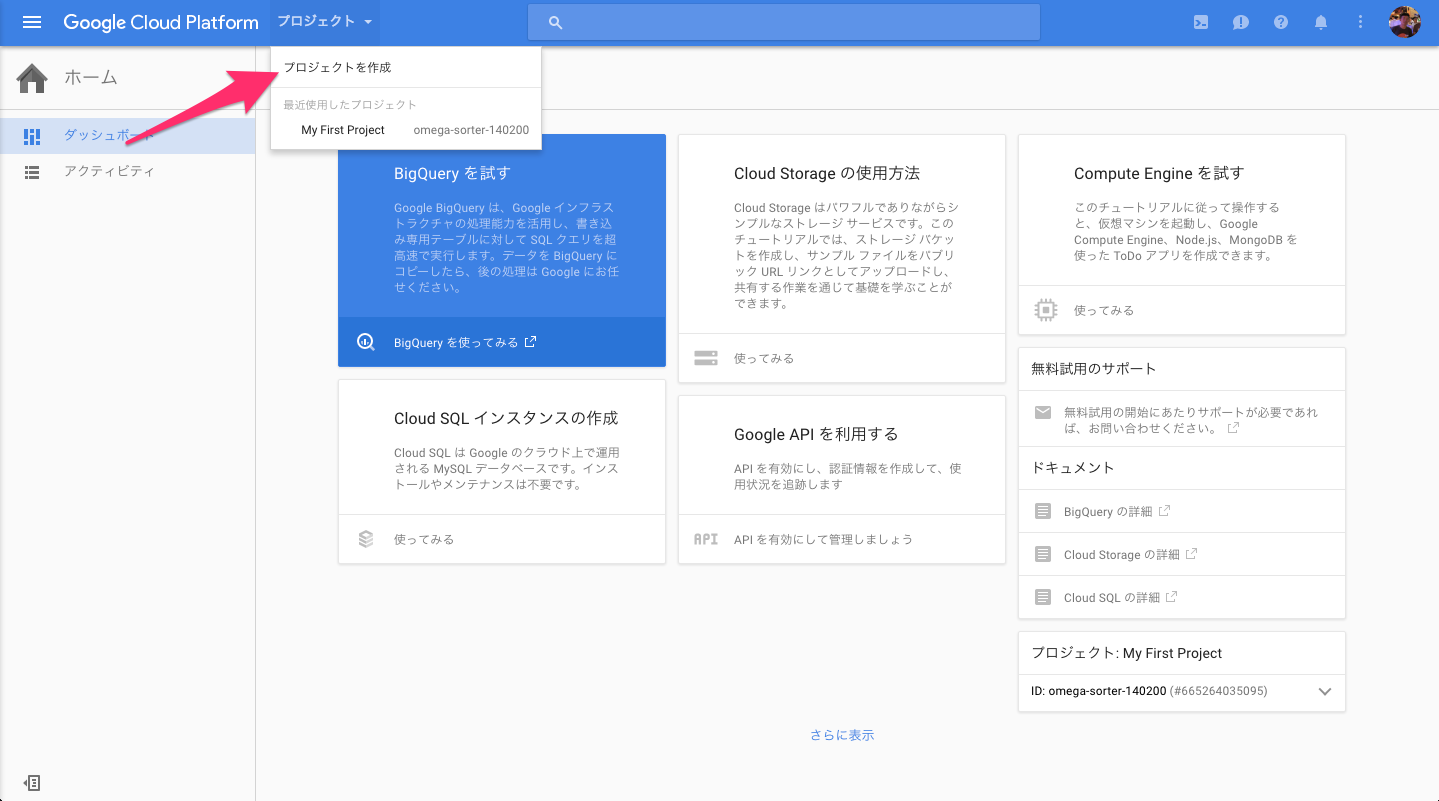 Google Cloud Platform
プロジェクト
プロジェクトを作成
最近使用したプロジェクト
My First Project omega-sorter-140200
ホーム
ダッシュボード
アクティビティ
BigQuery を試す
Google BigQuery は、Google インフラス
トラクチャの処理能力を活用し、書き込
み専用テーブルに対して SQL クエリを超
高速で実行します。データを BigQuery に
コピーしたら、後の処理は Google にお任
せください。
BigQuery を使ってみる
Cloud SQL インスタンスの作成
Cloud SQL は Google のクラウド上で運用
される MySQL データベースです。インス
トールやメンテナンスは不要です。
使ってみる
Cloud Storage の使用方法
Cloud Storage はパワフルでありながらシ
ンプルなストレージ サービスです。この
チュートリアルでは、ストレージ バケッ
トを作成し、サンプル ファイルをパブリ
ック URL リンクとしてアップロードし、
共有する作業を通じて基礎を学ぶことが
できます。
使ってみる
Google API を利用する
API を有効にし、認証情報を作成して、使
用状況を追跡します
API
API を有効にして管理しましょう
Compute Engine を試す
このチュートリアルに従って操作する
と、仮想マシンを起動し、Google
Compute Engine、Node.js、MongoDB を
使った ToDo アプリを作成できます。
使ってみる
無料試用のサポート
無料試用の開始にあたりサポートが必要であれ
ば、お問い合わせください。
ドキュメント
BigQuery の詳細
Cloud Storage の詳細
Cloud SQL の詳細
プロジェクト: My First Project
ID: omega-sorter-140200 (#665264035095)
さらに表示